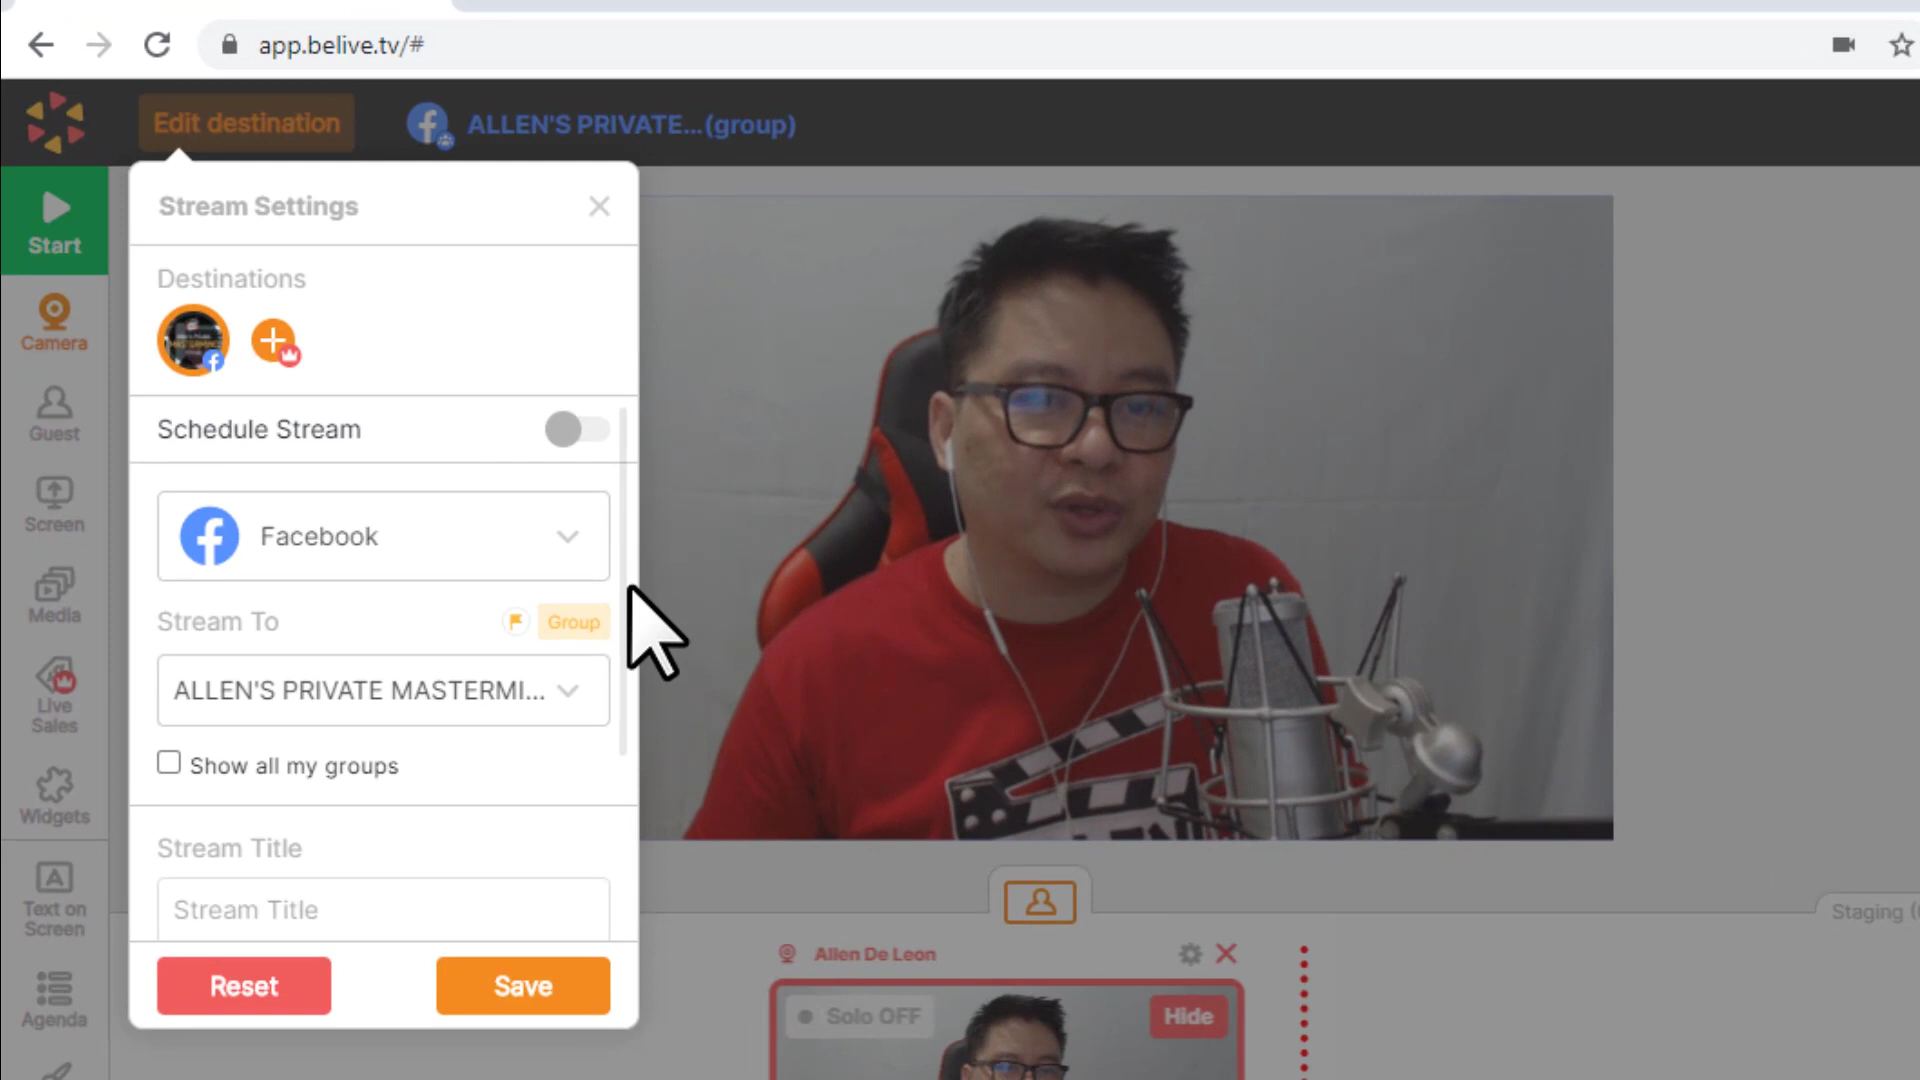 app.belive.tv/#
Edit destination
ALLEN'S PRIVATE...(group)
Stream Settings
Start
Destinations
Camera
Schedule Stream
Guest
Screen
Facebook
Media
Stream To
Group
ALLEN'S PRIVATE MASTERMI...
Live
Sales
Show all my groups
Widgets
Stream Title
Stream Title
Text on
Screen
Staging
Allen De Leon
Reset
Save
Agenda
Solo OFF
Hide